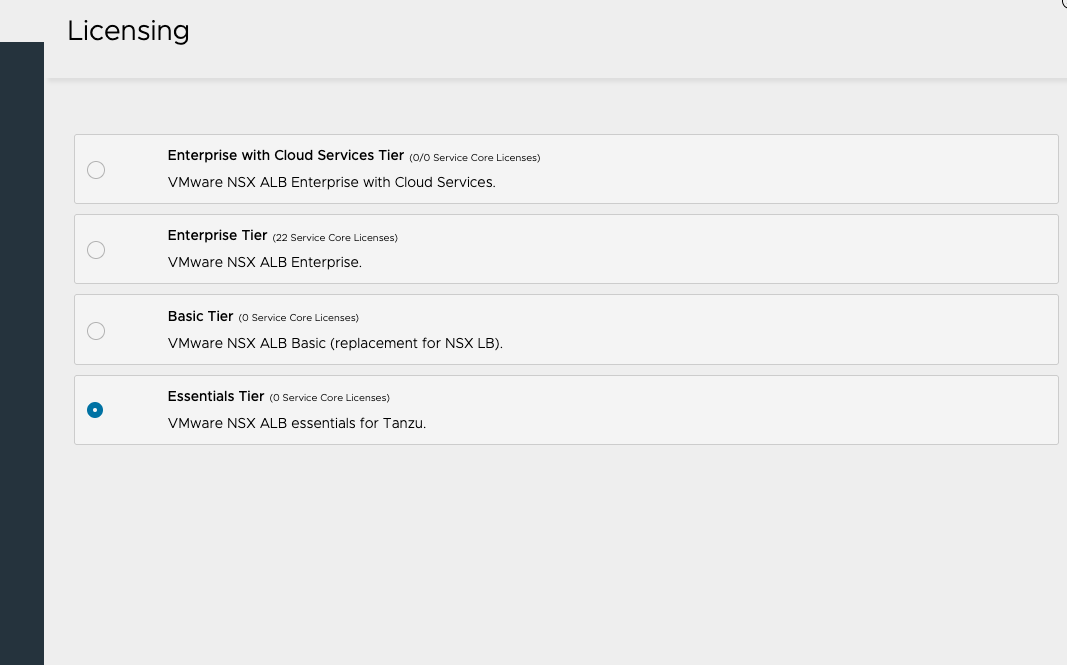 Licensing
Enterprise with Cloud Services Tier (0/0 Service Core Licenses)
VMware NSX ALB Enterprise with Cloud Services.
Enterprise Tier (22 Service Core Licenses)
VMware NSX ALB Enterprise.
Basic Tier (0 Service Core Licenses)
VMware NSX ALB Basic (replacement for NSX LB).
Essentials Tier (0 Service Core Licenses)
VMware NSX ALB essentials for Tanzu.